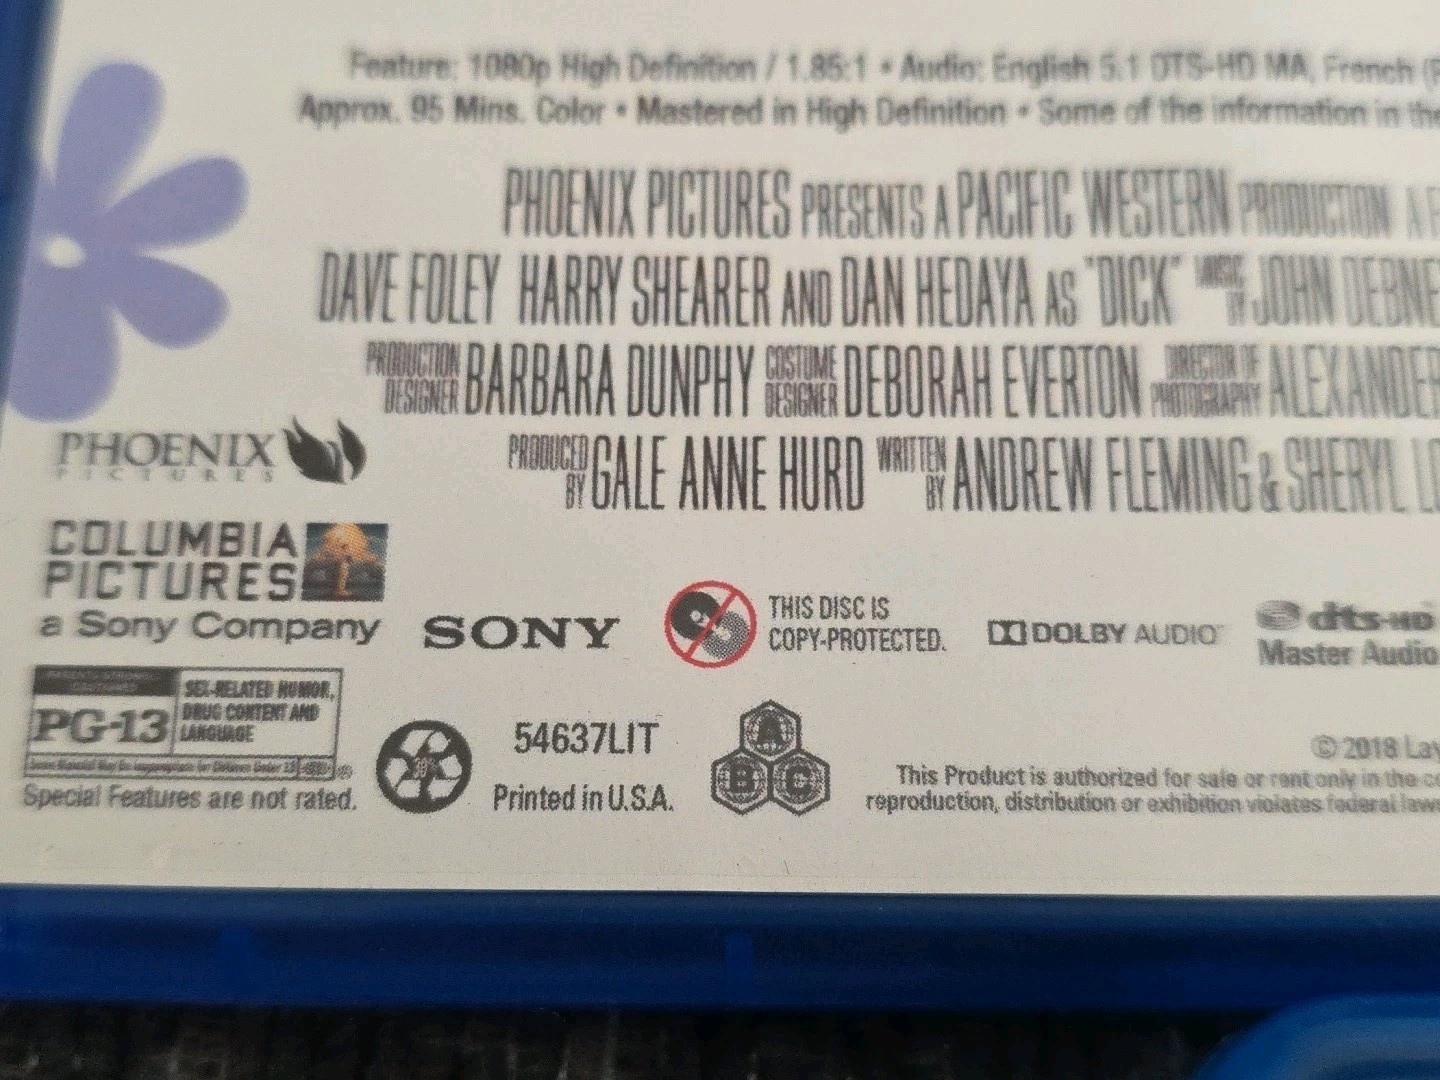 Feature: 1080p High Definition / 1.85:1 • Audio: English 5.1 DTS-HD MA, French
Approx. 95 Mins. Color • Mastered in High Definition • Some of the information in the
PHOENIX PICTURES PRESENTS A PACIFIC WESTERN PRODUCTION A
DAVE FOLEY HARRY SHEARER AND DAN HEDAYA AS "DICK" MUSIC BY JOHN DEBNE
PRODUCTION DESIGNER BARBARA DUNPHY COSTUME DESIGNER DEBORAH EVERTON DIRECTOR OF PHOTOGRAPHY ALEXANDER
PRODUCED BY GALE ANNE HURD WRITTEN BY ANDREW FLEMING & SHERYL LO
PHOENIX
PICTURES
COLUMBIA
PICTURES
a Sony Company
SONY
THIS DISC IS
COPY-PROTECTED.
DOLBY AUDIO
dts-HD
Master Audio
PG-13
SEX-RELATED HUMOR,
DRUG CONTENT AND
LANGUAGE
Special Features are not rated.
54637LIT
Printed in U.S.A.
A
B C
© 2018 Lay
This Product is authorized for sale or rent only in the
reproduction, distribution or exhibition violates federal laws